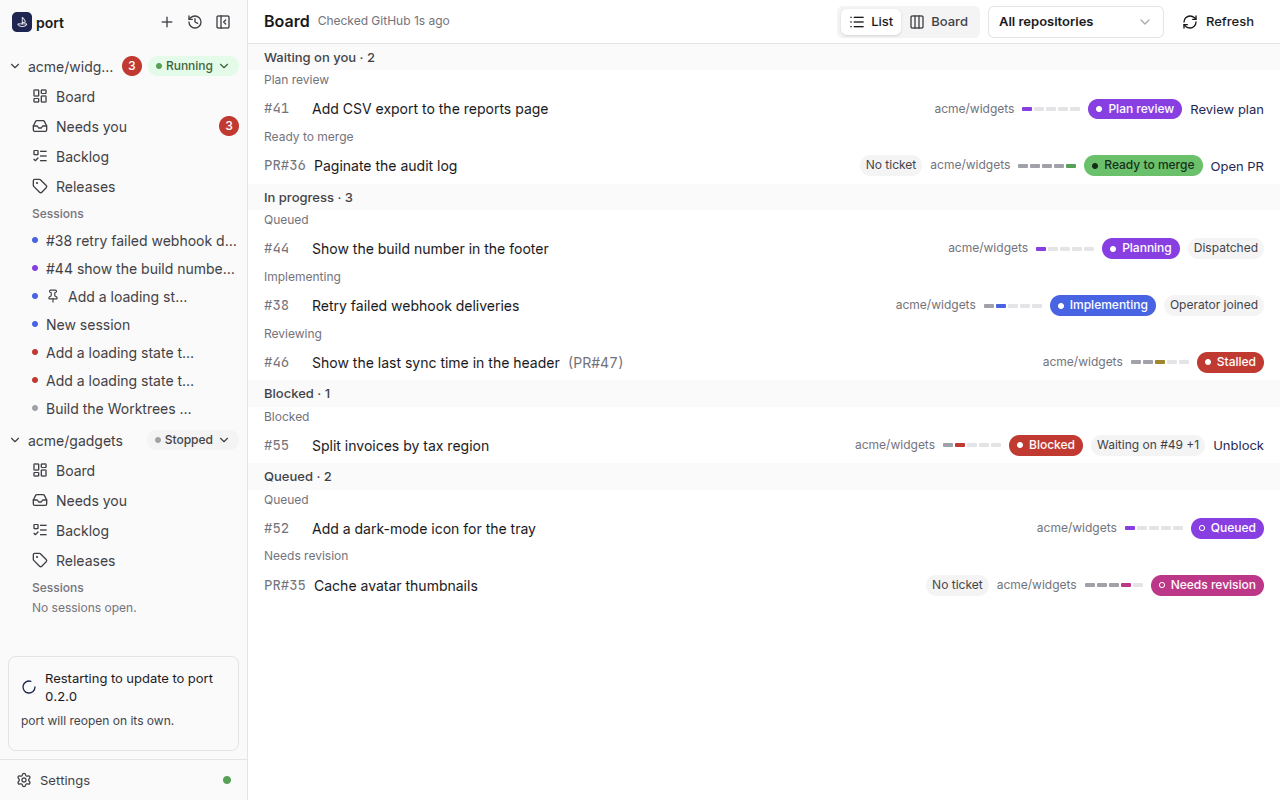 port
acme/widg... 3 Running
Board
Needs you 3
Backlog
Releases
Sessions
#38 retry failed webhook d...
#44 show the build numbe...
Add a loading st...
New session
Add a loading state t...
Add a loading state t...
Build the Worktrees ...
acme/gadgets Stopped
Board
Needs you
Backlog
Releases
Sessions
No sessions open.
Restarting to update to port
0.2.0
port will reopen on its own.
Settings
Board Checked GitHub 1s ago List Board All repositories Refresh
Waiting on you · 2
Plan review
#41 Add CSV export to the reports page acme/widgets Plan review Review plan
Ready to merge
PR#36 Paginate the audit log No ticket acme/widgets Ready to merge Open PR
In progress · 3
Queued
#44 Show the build number in the footer acme/widgets Planning Dispatched
Implementing
#38 Retry failed webhook deliveries acme/widgets Implementing Operator joined
Reviewing
#46 Show the last sync time in the header (PR#47) acme/widgets Stalled
Blocked · 1
Blocked
#55 Split invoices by tax region acme/widgets Blocked Waiting on #49 +1 Unblock
Queued · 2
Queued
#52 Add a dark-mode icon for the tray acme/widgets Queued
Needs revision
PR#35 Cache avatar thumbnails No ticket acme/widgets Needs revision